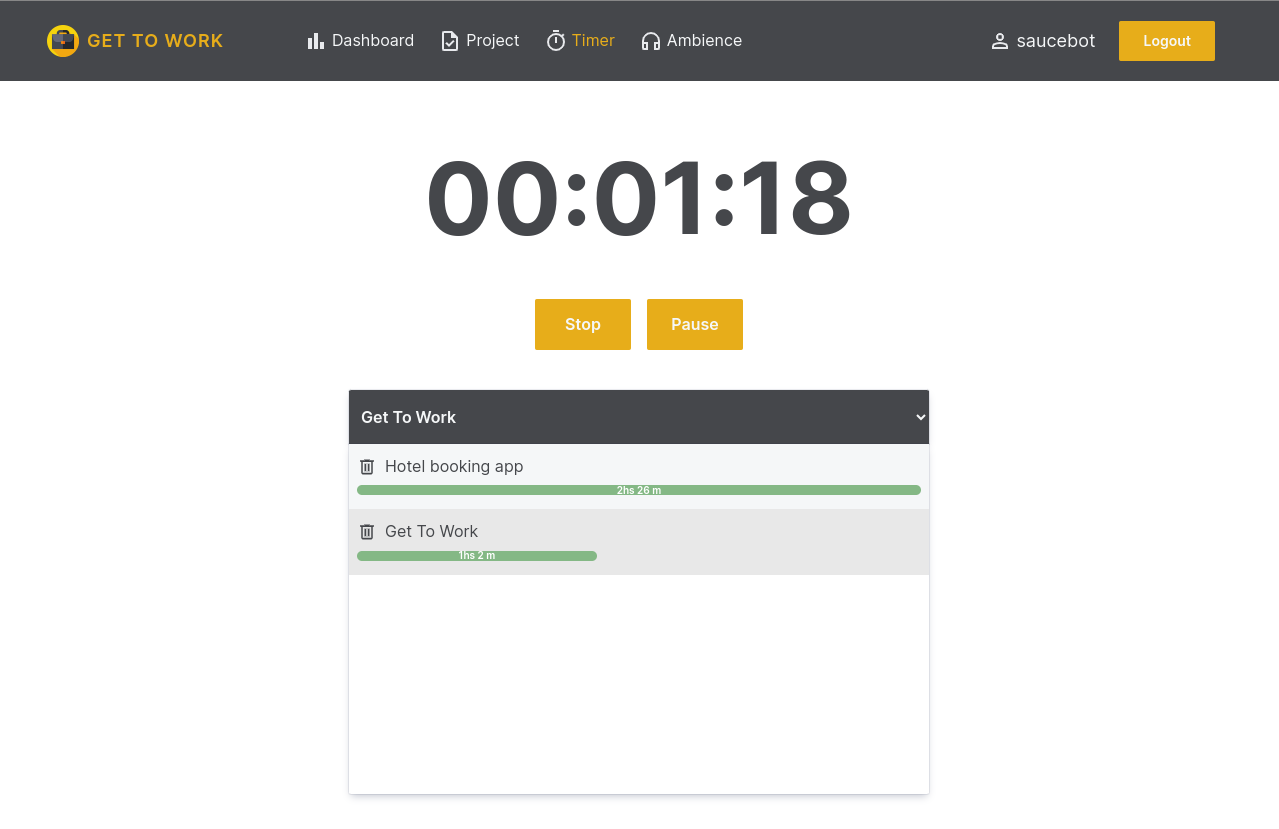 GET TO WORK
Dashboard
Project
Timer
Ambience
saucebot
Logout
00:01:18
Stop
Pause
Get To Work
Hotel booking app
2hs 26 m
Get To Work
1hs 2 m